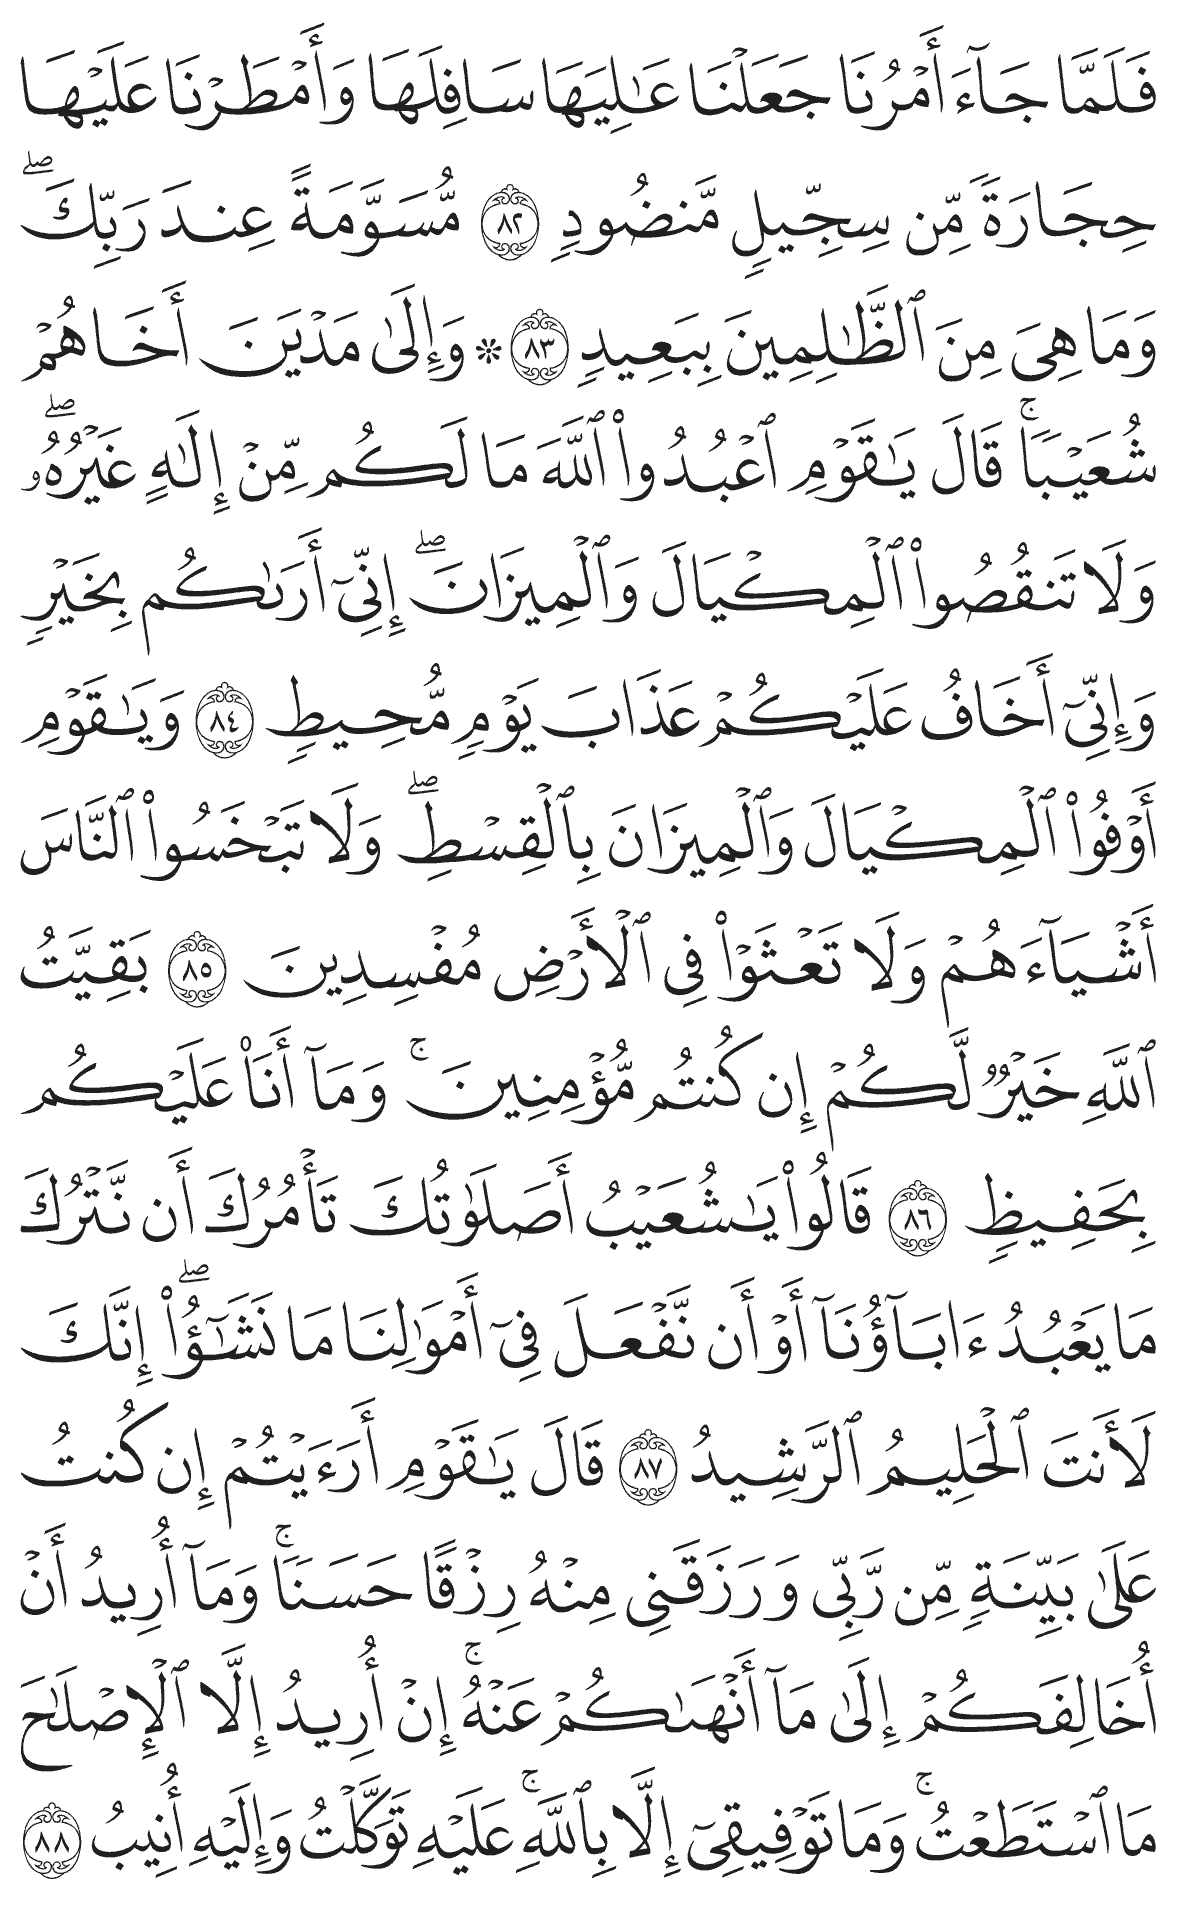 فَلَمَّا جَآءَ أَمْرُنَا جَعَلْنَا عَٰلِيَهَا سَافِلَهَا وَأَمْطَرْنَا عَلَيْهَا
حِجَارَةً مِّن سِجِّيلٍ مَّنضُودٍ ٨٢ مُّسَوَّمَةً عِندَ رَبِّكَۖ
وَمَا هِىَ مِنَ ٱلظَّٰلِمِينَ بِبَعِيدٍ ٨٣ ۞ وَإِلَىٰ مَدْيَنَ أَخَاهُمْ
شُعَيْبًاۚ قَالَ يَٰقَوْمِ ٱعْبُدُوا۟ ٱللَّهَ مَا لَكُم مِّنْ إِلَٰهٍ غَيْرُهُۥۖ
وَلَا تَنقُصُوا۟ ٱلْمِكْيَالَ وَٱلْمِيزَانَۖ إِنِّىٓ أَرَىٰكُم بِخَيْرٍ
وَإِنِّىٓ أَخَافُ عَلَيْكُمْ عَذَابَ يَوْمٍ مُّحِيطٍ ٨٤ وَيَٰقَوْمِ
أَوْفُوا۟ ٱلْمِكْيَالَ وَٱلْمِيزَانَ بِٱلْقِسْطِۖ وَلَا تَبْخَسُوا۟ ٱلنَّاسَ
أَشْيَآءَهُمْ وَلَا تَعْثَوْا۟ فِى ٱلْأَرْضِ مُفْسِدِينَ ٨٥ بَقِيَّتُ
ٱللَّهِ خَيْرٌ لَّكُمْ إِن كُنتُم مُّؤْمِنِينَۚ وَمَآ أَنَا۠ عَلَيْكُم
بِحَفِيظٍ ٨٦ قَالُوا۟ يَٰشُعَيْبُ أَصَلَوٰتُكَ تَأْمُرُكَ أَن نَّتْرُكَ
مَا يَعْبُدُ ءَابَآؤُنَآ أَوْ أَن نَّفْعَلَ فِىٓ أَمْوَٰلِنَا مَا نَشَٰٓؤُا۟ۖ إِنَّكَ
لَأَنتَ ٱلْحَلِيمُ ٱلرَّشِيدُ ٨٧ قَالَ يَٰقَوْمِ أَرَءَيْتُمْ إِن كُنتُ
عَلَىٰ بَيِّنَةٍ مِّن رَّبِّى وَرَزَقَنِى مِنْهُ رِزْقًا حَسَنًاۚ وَمَآ أُرِيدُ أَنْ
أُخَالِفَكُمْ إِلَىٰ مَآ أَنْهَىٰكُمْ عَنْهُۚ إِنْ أُرِيدُ إِلَّا ٱلْإِصْلَٰحَ
مَا ٱسْتَطَعْتُۚ وَمَا تَوْفِيقِىٓ إِلَّا بِٱللَّهِۚ عَلَيْهِ تَوَكَّلْتُ وَإِلَيْهِ أُنِيبُ ٨٨